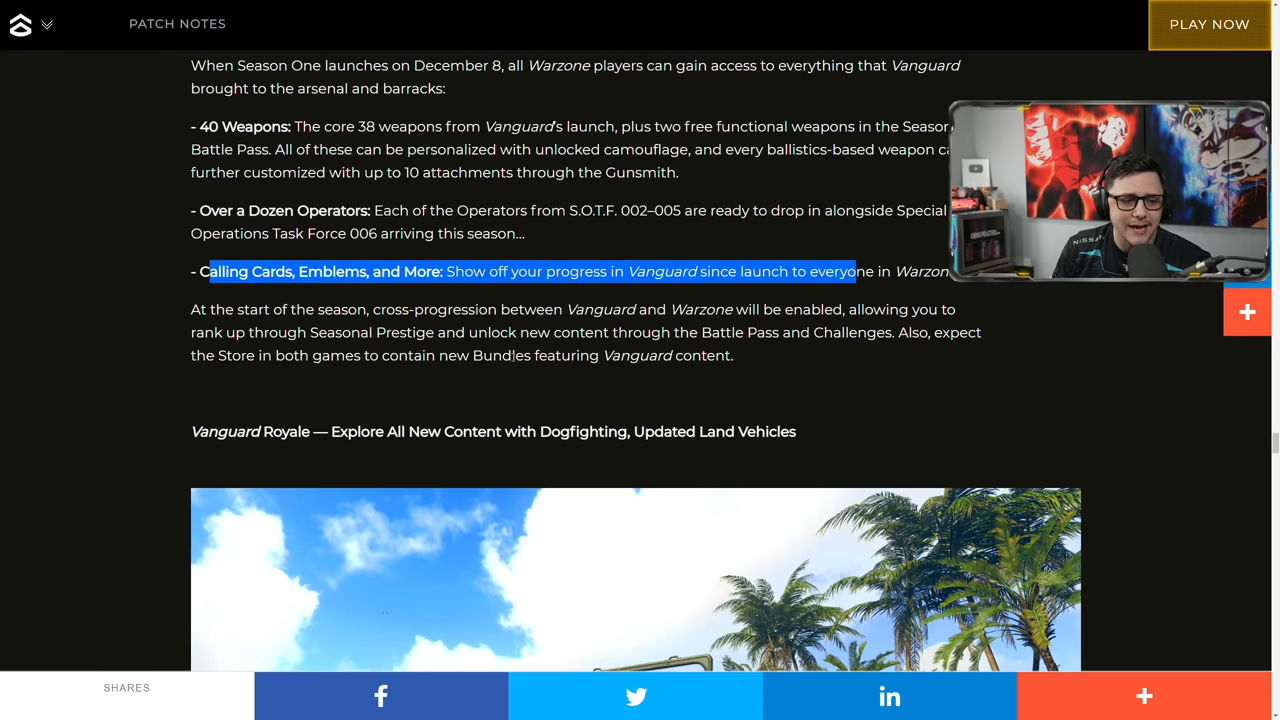 PATCH NOTES
PLAY NOW
When Season One launches on December 8, all Warzone players can gain access to everything that Vanguard
brought to the arsenal and barracks:
- 40 Weapons: The core 38 weapons from Vanguard's launch, plus two free functional weapons in the Season
Battle Pass. All of these can be personalized with unlocked camouflage, and every ballistics-based weapon
further customized with up to 10 attachments through the Gunsmith.
- Over a Dozen Operators: Each of the Operators from S.O.T.F. 002–005 are ready to drop in alongside Special
Operations Task Force 006 arriving this season...
- Calling Cards, Emblems, and More: Show off your progress in Vanguard since launch to everyone in Warzon
At the start of the season, cross-progression between Vanguard and Warzone will be enabled, allowing you to
rank up through Seasonal Prestige and unlock new content through the Battle Pass and Challenges. Also, expect
the Store in both games to contain new Bundles featuring Vanguard content.
Vanguard Royale — Explore All New Content with Dogfighting, Updated Land Vehicles
NISSAN
SHARES